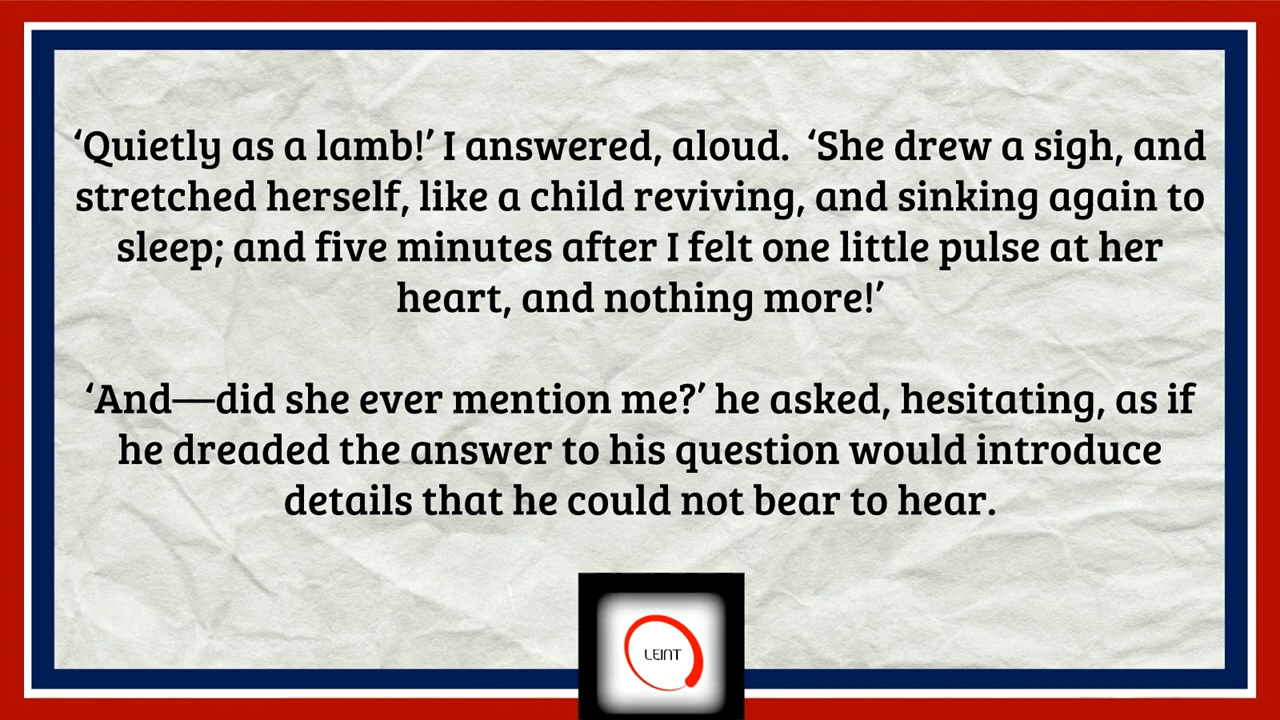 ‘Quietly as a lamb!’ I answered, aloud.  ‘She drew a sigh, and
stretched herself, like a child reviving, and sinking again to
sleep; and five minutes after I felt one little pulse at her
heart, and nothing more!’
‘And—did she ever mention me?’ he asked, hesitating, as if
he dreaded the answer to his question would introduce
details that he could not bear to hear.
LEINT